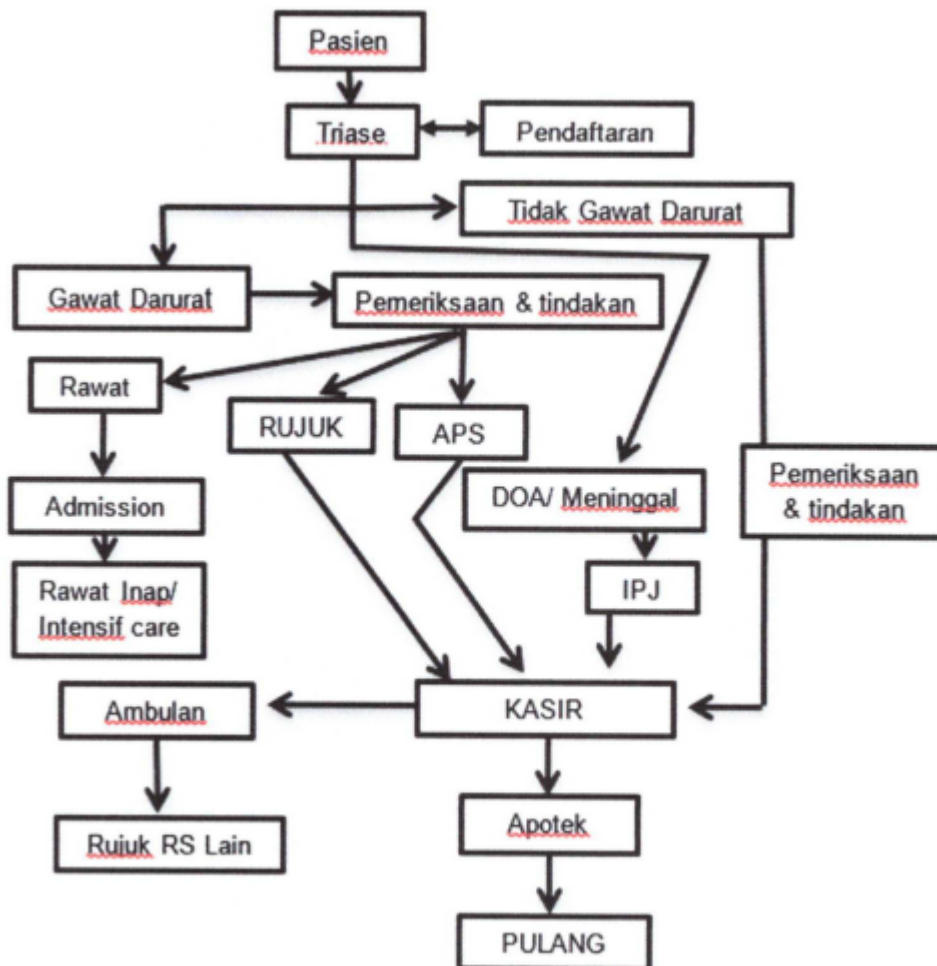 Pasien
Triase
Pendaftaran
Tidak Gawat Darurat
Gawat Darurat
Pemeriksaan & tindakan
Rawat
RUJUK
APS
Pemeriksaan
& tindakan
Admission
DOA/ Meninggal
Rawat Inap/
Intensif care
IPJ
Ambulan
KASIR
Apotek
Rujuk RS Lain
PULANG